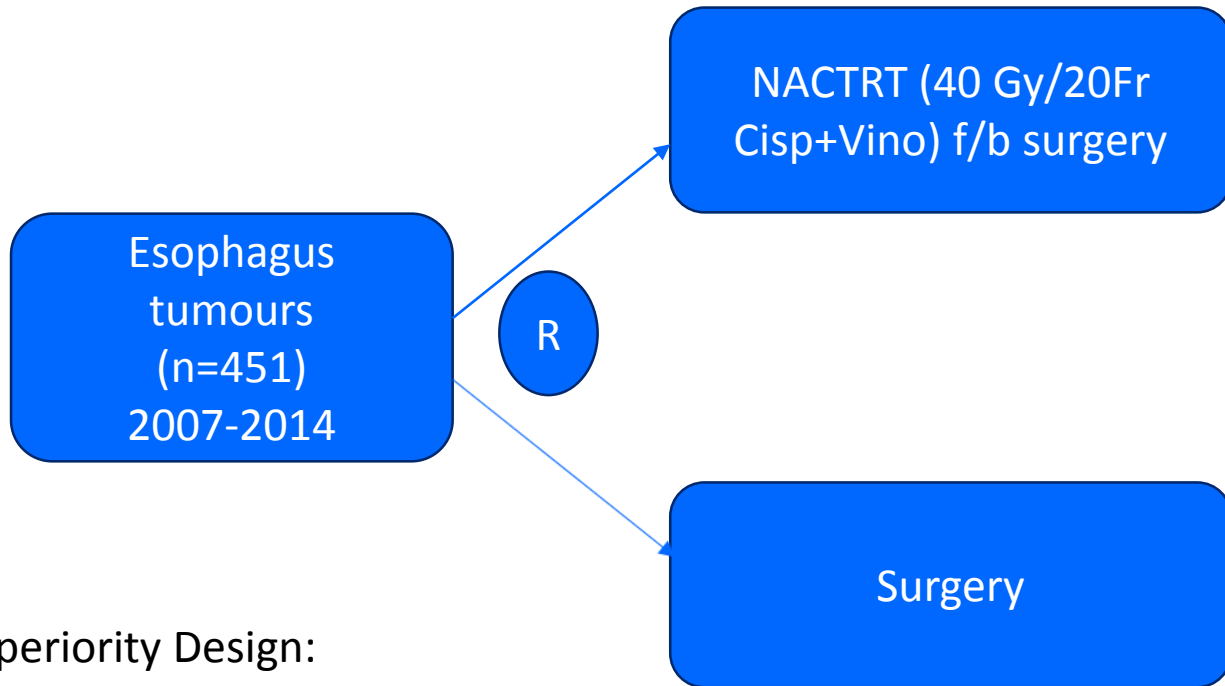 NACTRT (40 Gy/20Fr
Cisp+Vino) f/b surgery
Esophagus
tumours
(n=451)
2007-2014
R
Surgery
periority Design: